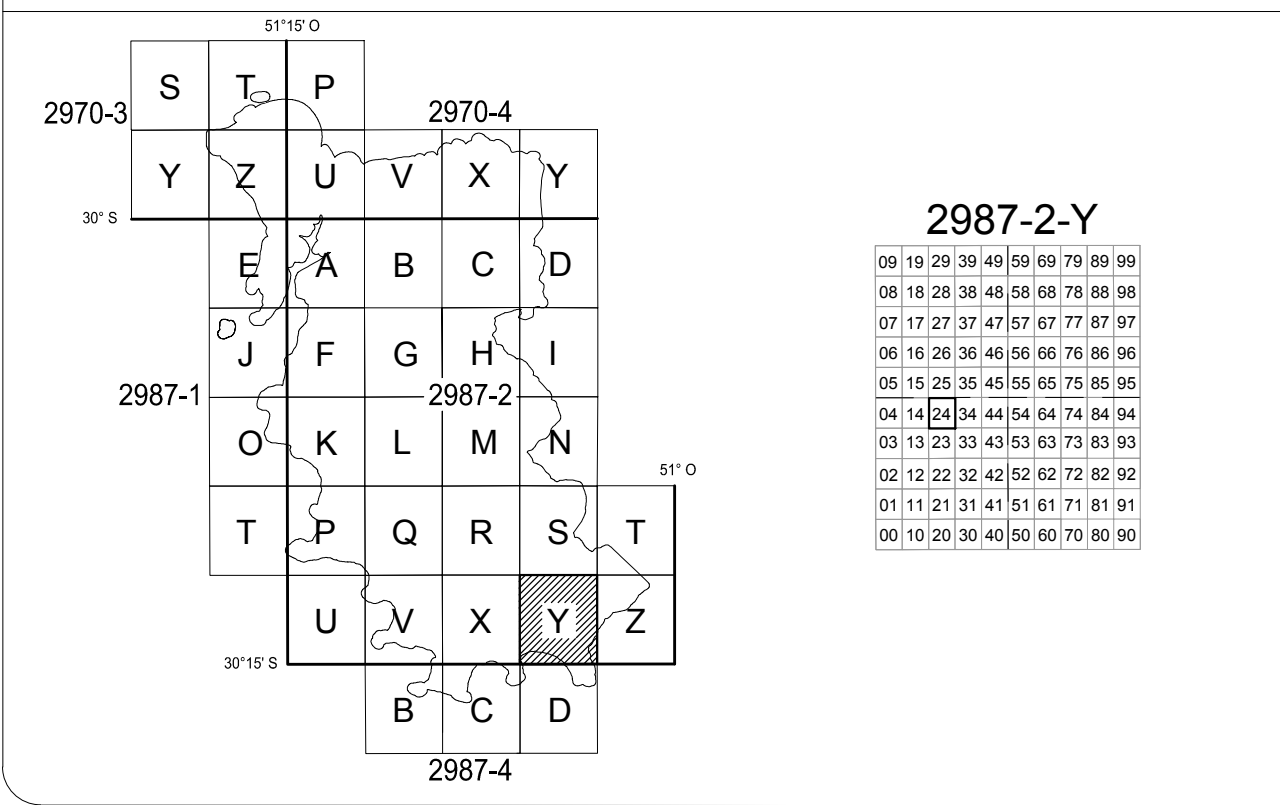 51°15' O
S T P
2970-3 2970-4
Y Z U V X Y
30° S
E A B C D
J F G H I
2987-1 2987-2
O K L M N
51° O
T P Q R S T
U V X Y Z
30°15' S
B C D
2987-4
2987-2-Y
09 19 29 39 49 59 69 79 89 99
08 18 28 38 48 58 68 78 88 98
07 17 27 37 47 57 67 77 87 97
06 16 26 36 46 56 66 76 86 96
05 15 25 35 45 55 65 75 85 95
04 14 24 34 44 54 64 74 84 94
03 13 23 33 43 53 63 73 83 93
02 12 22 32 42 52 62 72 82 92
01 11 21 31 41 51 61 71 81 91
00 10 20 30 40 50 60 70 80 90